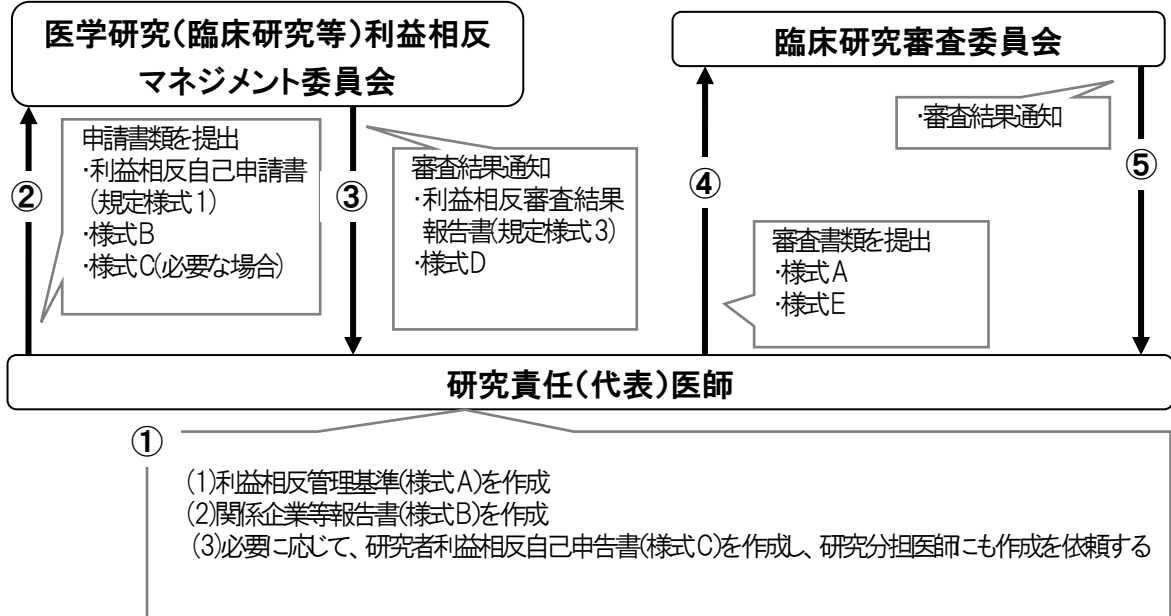 医学研究(臨床研究等)利益相反
マネジメント委員会
臨床研究審査委員会
②
申請書類を提出
・利益相反自己申請書
(規定様式1)
・様式B
・様式C(必要な場合)
③
審査結果通知
・利益相反審査結果
報告書(規定様式3)
・様式D
④
審査書類を提出
・様式A
・様式E
・審査結果通知
⑤
研究責任(代表)医師
①
(1)利益相反管理基準(様式A)を作成
(2)関係企業等報告書(様式B)を作成
(3)必要に応じて、研究者利益相反自己申告書(様式C)を作成し、研究分担医師にも作成を依頼する